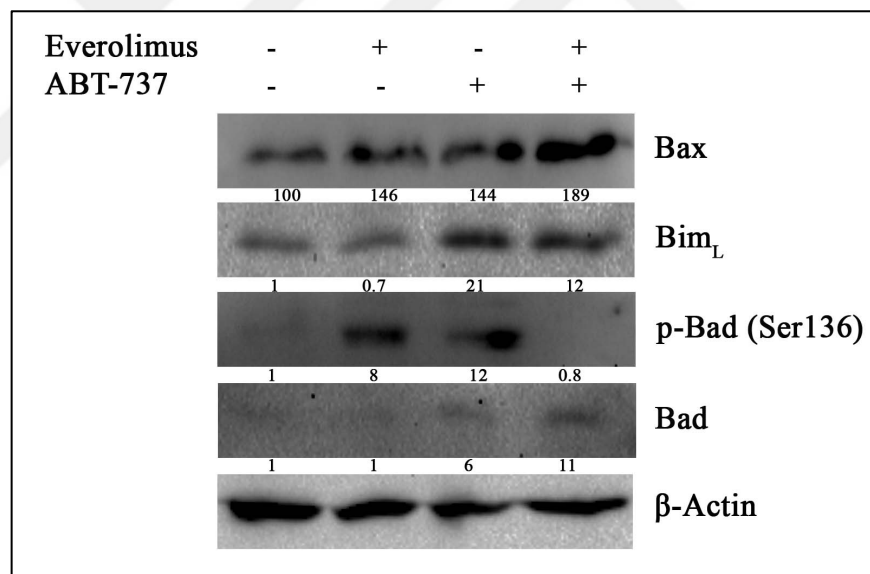 Everolimus - + - +
ABT-737 - - + +
Bax
100 146 144 189
Bim_L
1 0.7 21 12
p-Bad (Ser136)
1 8 12 0.8
Bad
1 1 6 11
β-Actin